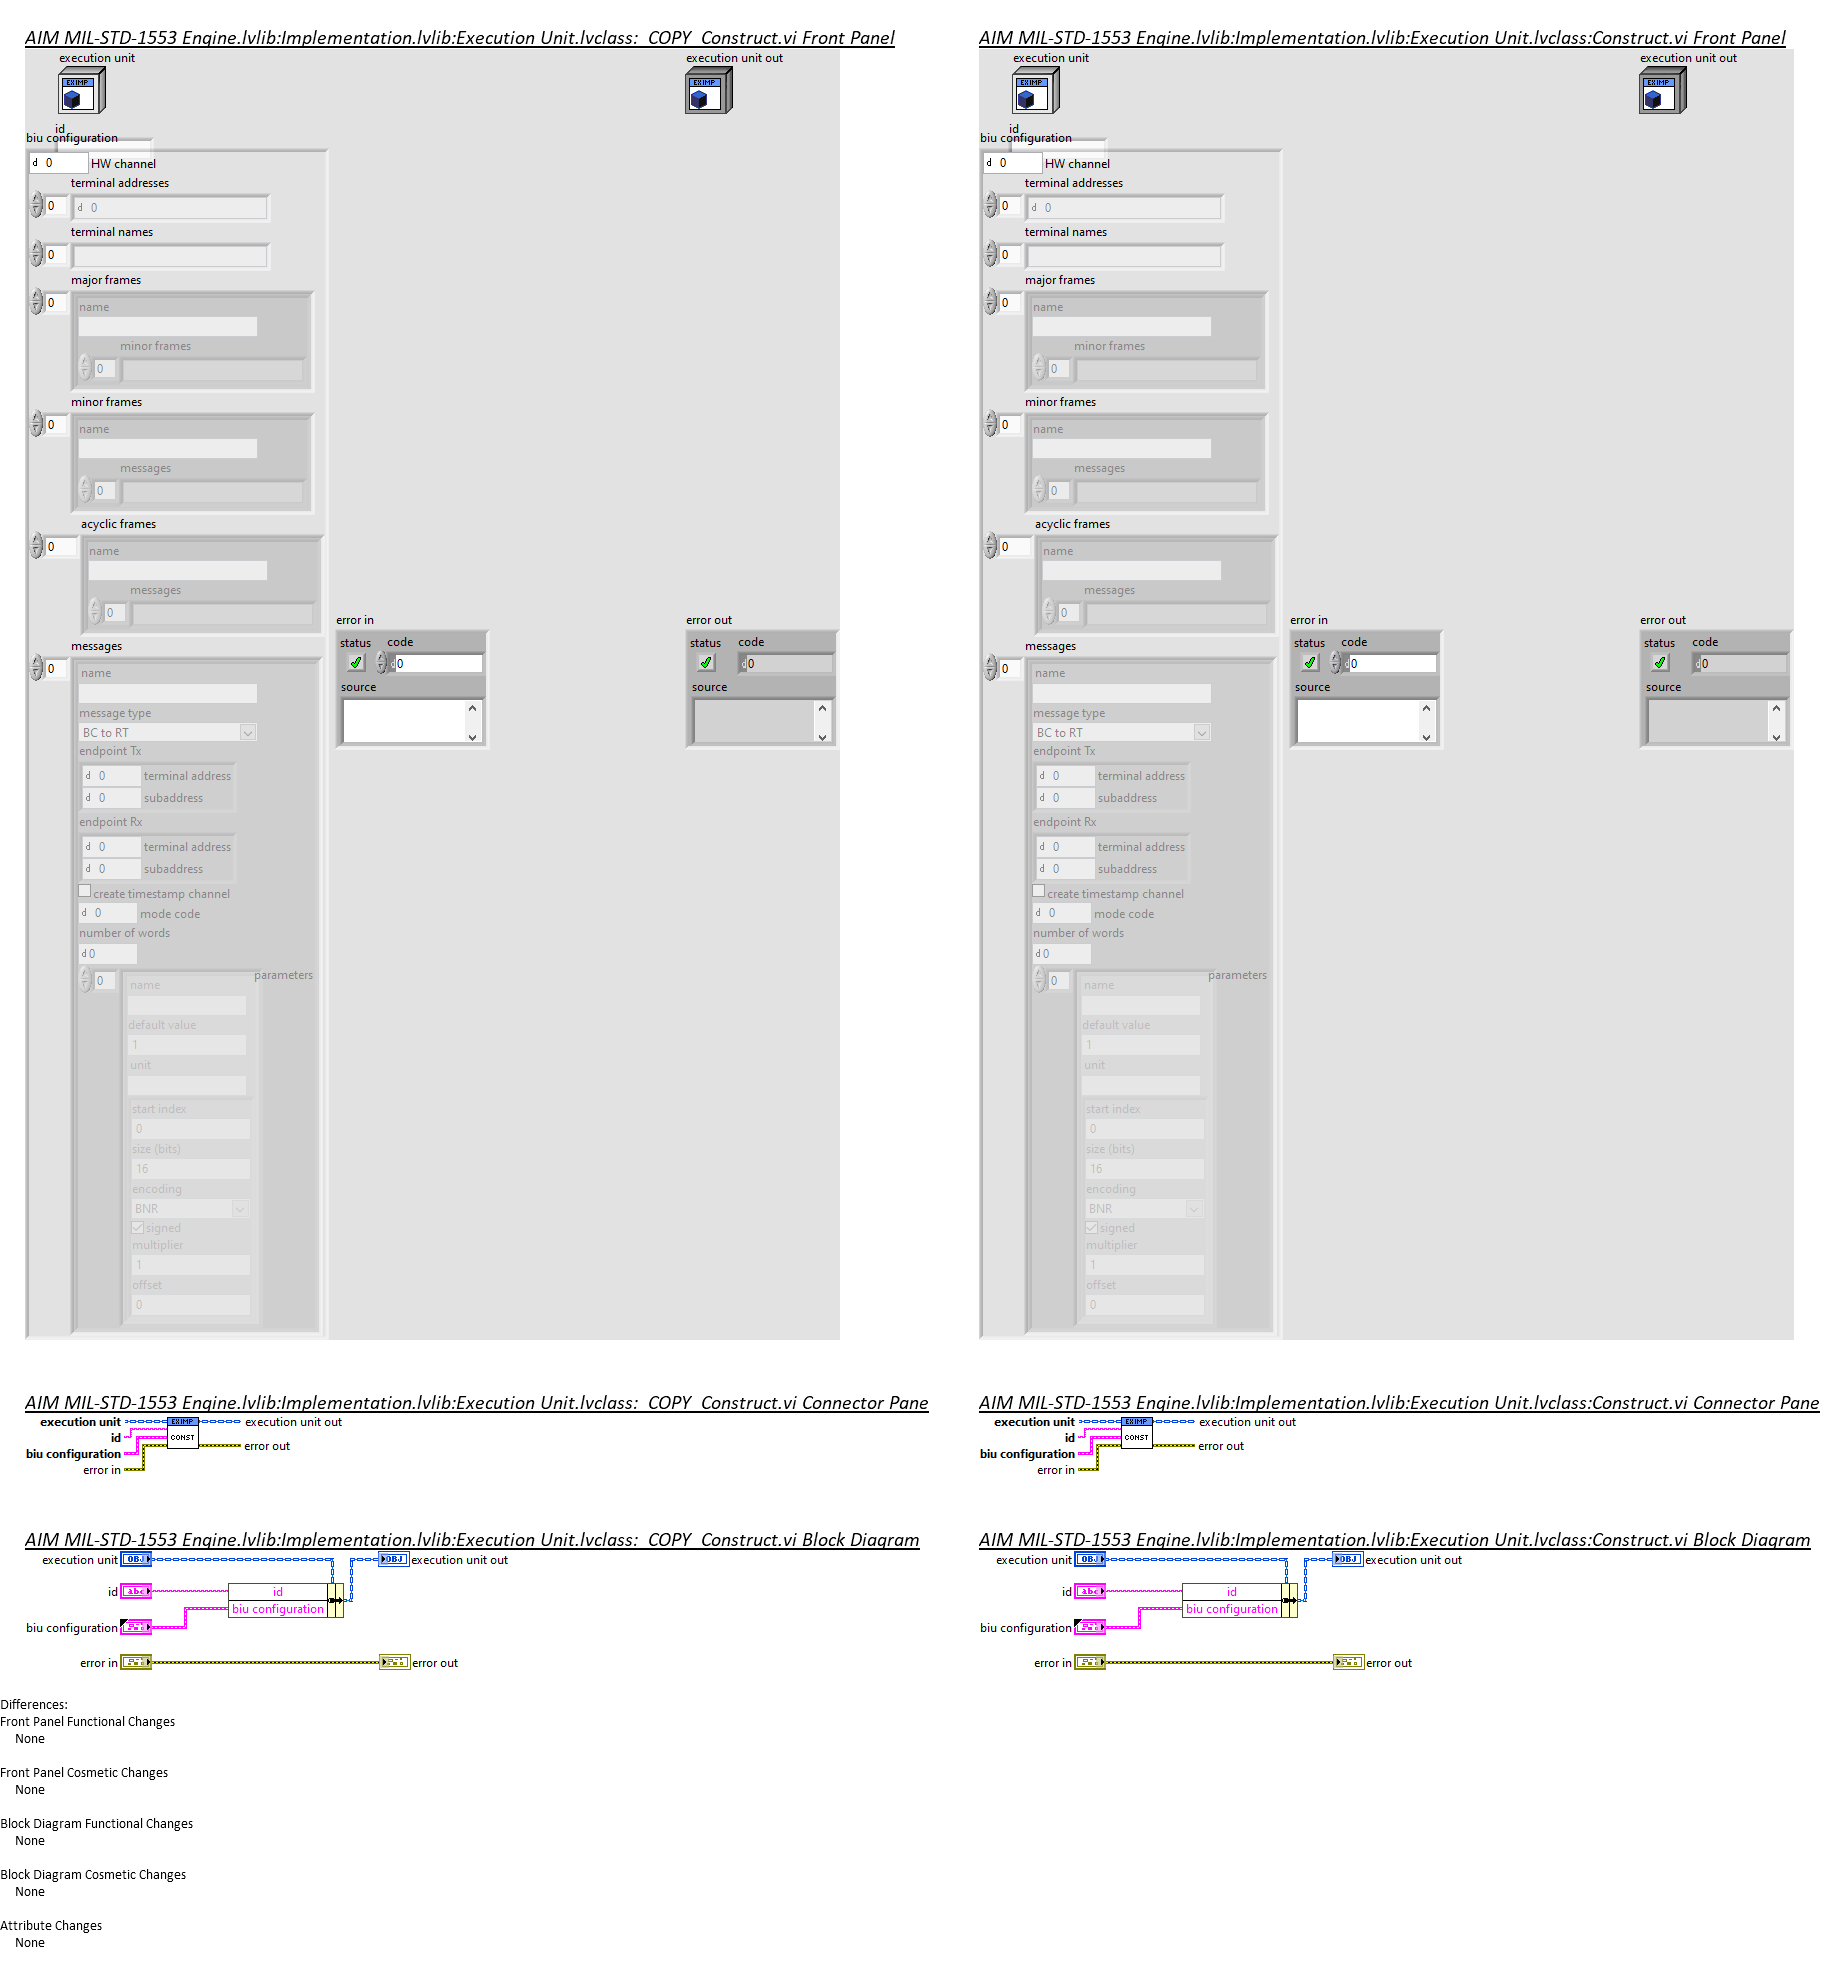 AIM MIL-STD-1553 Engine.lvlib:Implementation.lvlib:Execution Unit.lvclass:_COPY_Construct.vi Front Panel
execution unit
execution unit out
EXIMP
EXIMP
id
biu configuration
d 0 HW channel
terminal addresses
0 d 0
terminal names
0
major frames
0
name
minor frames
0
minor frames
0
name
messages
0
acyclic frames
0
name
messages
0
error in
status code
d 0
source
error out
status code
d 0
source
messages
0
name
message type
BC to RT
endpoint Tx
d 0 terminal address
d 0 subaddress
endpoint Rx
d 0 terminal address
d 0 subaddress
create timestamp channel
d 0 mode code
number of words
d 0
0 parameters
name
default value
1
unit
start index
0
size (bits)
16
encoding
BNR
signed
multiplier
1
offset
0
AIM MIL-STD-1553 Engine.lvlib:Implementation.lvlib:Execution Unit.lvclass:Construct.vi Front Panel
execution unit
execution unit out
EXIMP
EXIMP
id
biu configuration
d 0 HW channel
terminal addresses
0 d 0
terminal names
0
major frames
0
name
minor frames
0
minor frames
0
name
messages
0
acyclic frames
0
name
messages
0
error in
status code
d 0
source
error out
status code
d 0
source
messages
0
name
message type
BC to RT
endpoint Tx
d 0 terminal address
d 0 subaddress
endpoint Rx
d 0 terminal address
d 0 subaddress
create timestamp channel
d 0 mode code
number of words
d 0
0 parameters
name
default value
1
unit
start index
0
size (bits)
16
encoding
BNR
signed
multiplier
1
offset
0
AIM MIL-STD-1553 Engine.lvlib:Implementation.lvlib:Execution Unit.lvclass:_COPY_Construct.vi Connector Pane
execution unit EXIMP execution unit out
id CONST
biu configuration error out
error in
AIM MIL-STD-1553 Engine.lvlib:Implementation.lvlib:Execution Unit.lvclass:Construct.vi Connector Pane
execution unit EXIMP execution unit out
id CONST
biu configuration error out
error in
AIM MIL-STD-1553 Engine.lvlib:Implementation.lvlib:Execution Unit.lvclass:_COPY_Construct.vi Block Diagram
execution unit OBJ OBJ execution unit out
id abc id
biu configuration
biu configuration
error in error out
AIM MIL-STD-1553 Engine.lvlib:Implementation.lvlib:Execution Unit.lvclass:Construct.vi Block Diagram
execution unit OBJ OBJ execution unit out
id abc id
biu configuration
biu configuration
error in error out
Differences:
Front Panel Functional Changes
None
Front Panel Cosmetic Changes
None
Block Diagram Functional Changes
None
Block Diagram Cosmetic Changes
None
Attribute Changes
None